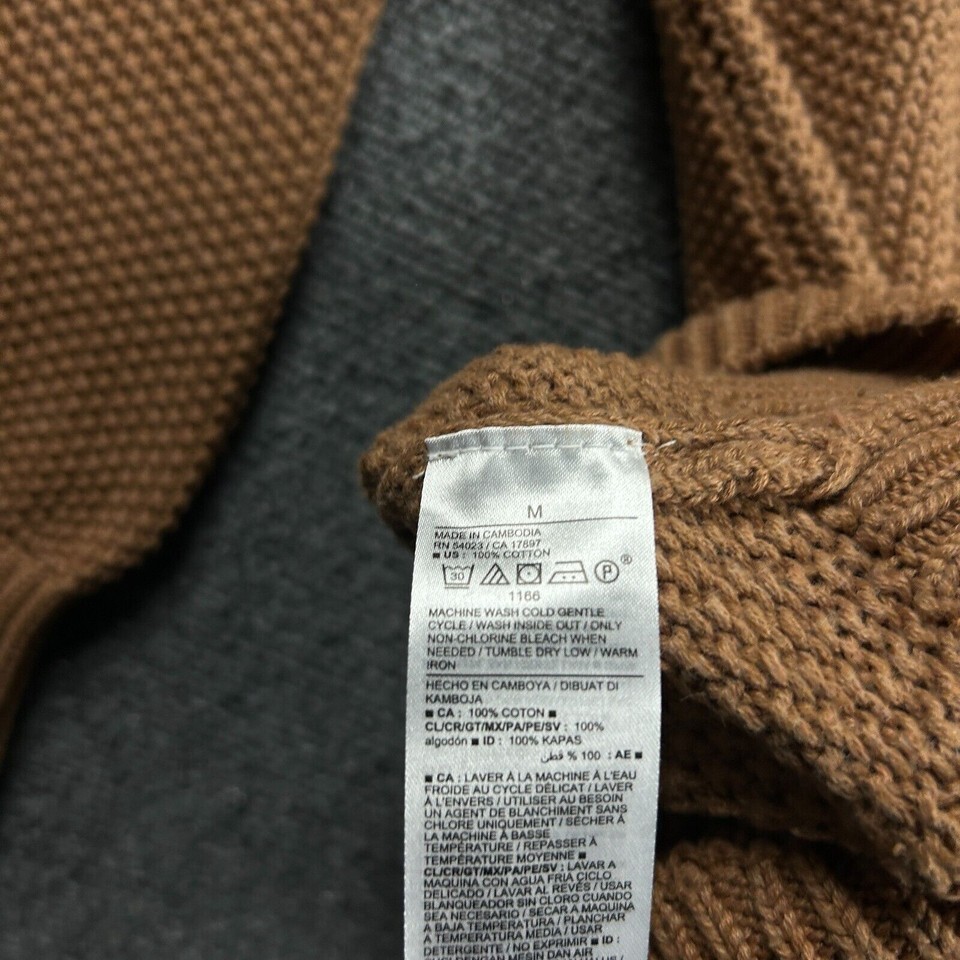 M
MADE IN CAMBODIA
RN 54023 / CA 17897
■ US : 100% COTTON
30 P ®
1166
MACHINE WASH COLD GENTLE
CYCLE / WASH INSIDE OUT / ONLY
NON-CHLORINE BLEACH WHEN
NEEDED / TUMBLE DRY LOW / WARM
IRON
HECHO EN CAMBOYA / DIBUAT DI
KAMBOJA
■ CA : 100% COTON ■
CL/CR/GT/MX/PA/PE/SV : 100%
algodón ■ ID : 100% KAPAS
■ AE : 100 % قطن
■ CA : LAVER À LA MACHINE À L'EAU
FROIDE AU CYCLE DÉLICAT / LAVER
À L'ENVERS / UTILISER AU BESOIN
UN AGENT DE BLANCHIMENT SANS
CHLORE UNIQUEMENT / SÉCHER À
LA MACHINE À BASSE
TEMPÉRATURE / REPASSER À
TEMPÉRATURE MOYENNE ■
CL/CR/GT/MX/PA/PE/SV : LAVAR A
MAQUINA CON AGUA FRIA CICLO
DELICADO / LAVAR AL REVÉS / USAR
BLANQUEADOR SIN CLORO CUANDO
SEA NECESARIO / SECAR A MAQUINA
A BAJA TEMPERATURA / PLANCHAR
A TEMPERATURA MEDIA / USAR
DETERGENTE / NO EXPRIMIR ■ ID :
CUCI DENGAN MESIN DAN AIR